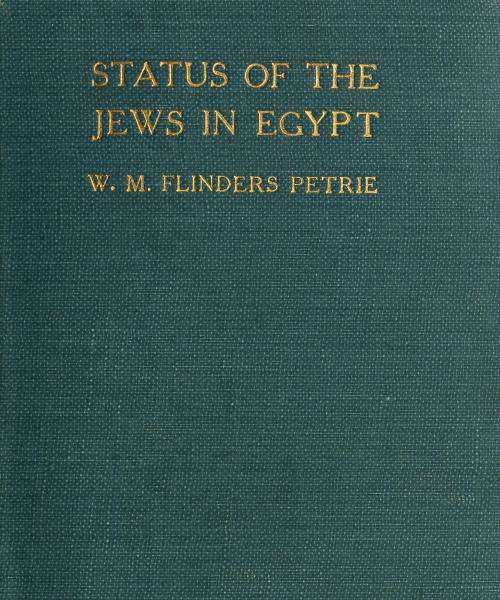 STATUS OF THE
JEWS IN EGYPT
W. M. FLINDERS PETRIE